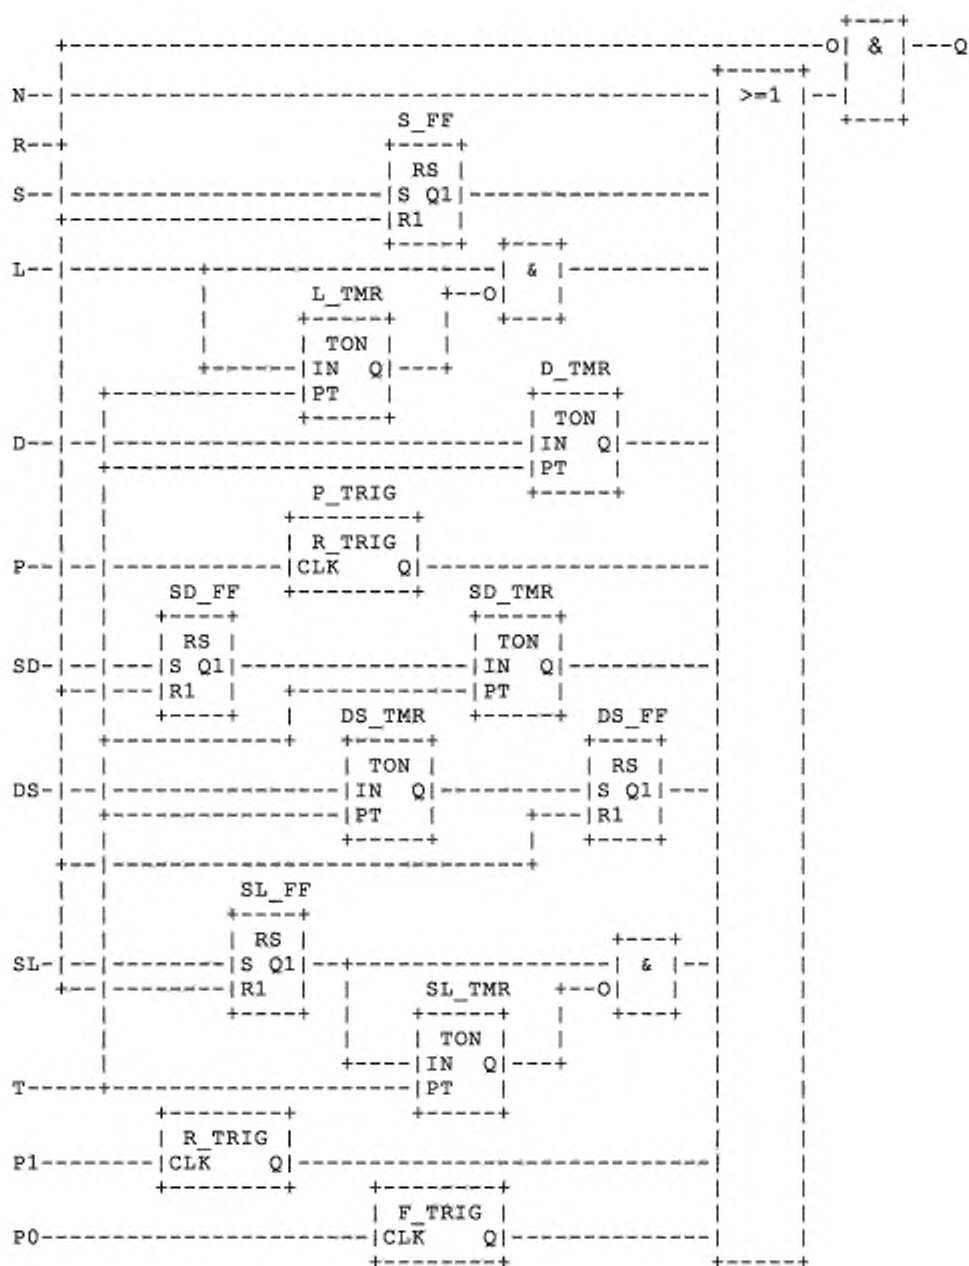 O| & |---Q
N--| >=1
S_FF
R--+
RS
S--| S Q1
R1
L--| &
L_TMR +--O
TON
IN Q D_TMR
PT
TON
D--| IN Q
PT
P_TRIG
R_TRIG
P--| CLK Q
SD_FF SD_TMR
RS TON
SD-| S Q1 IN Q
R1 PT
DS_TMR DS_FF
TON RS
DS-| IN Q S Q1
PT R1
SL_FF
RS
SL-| S Q1 &
R1 SL_TMR +--O
TON
IN Q
T----- PT
R_TRIG
P1-------- CLK Q
F_TRIG
P0-------- CLK Q